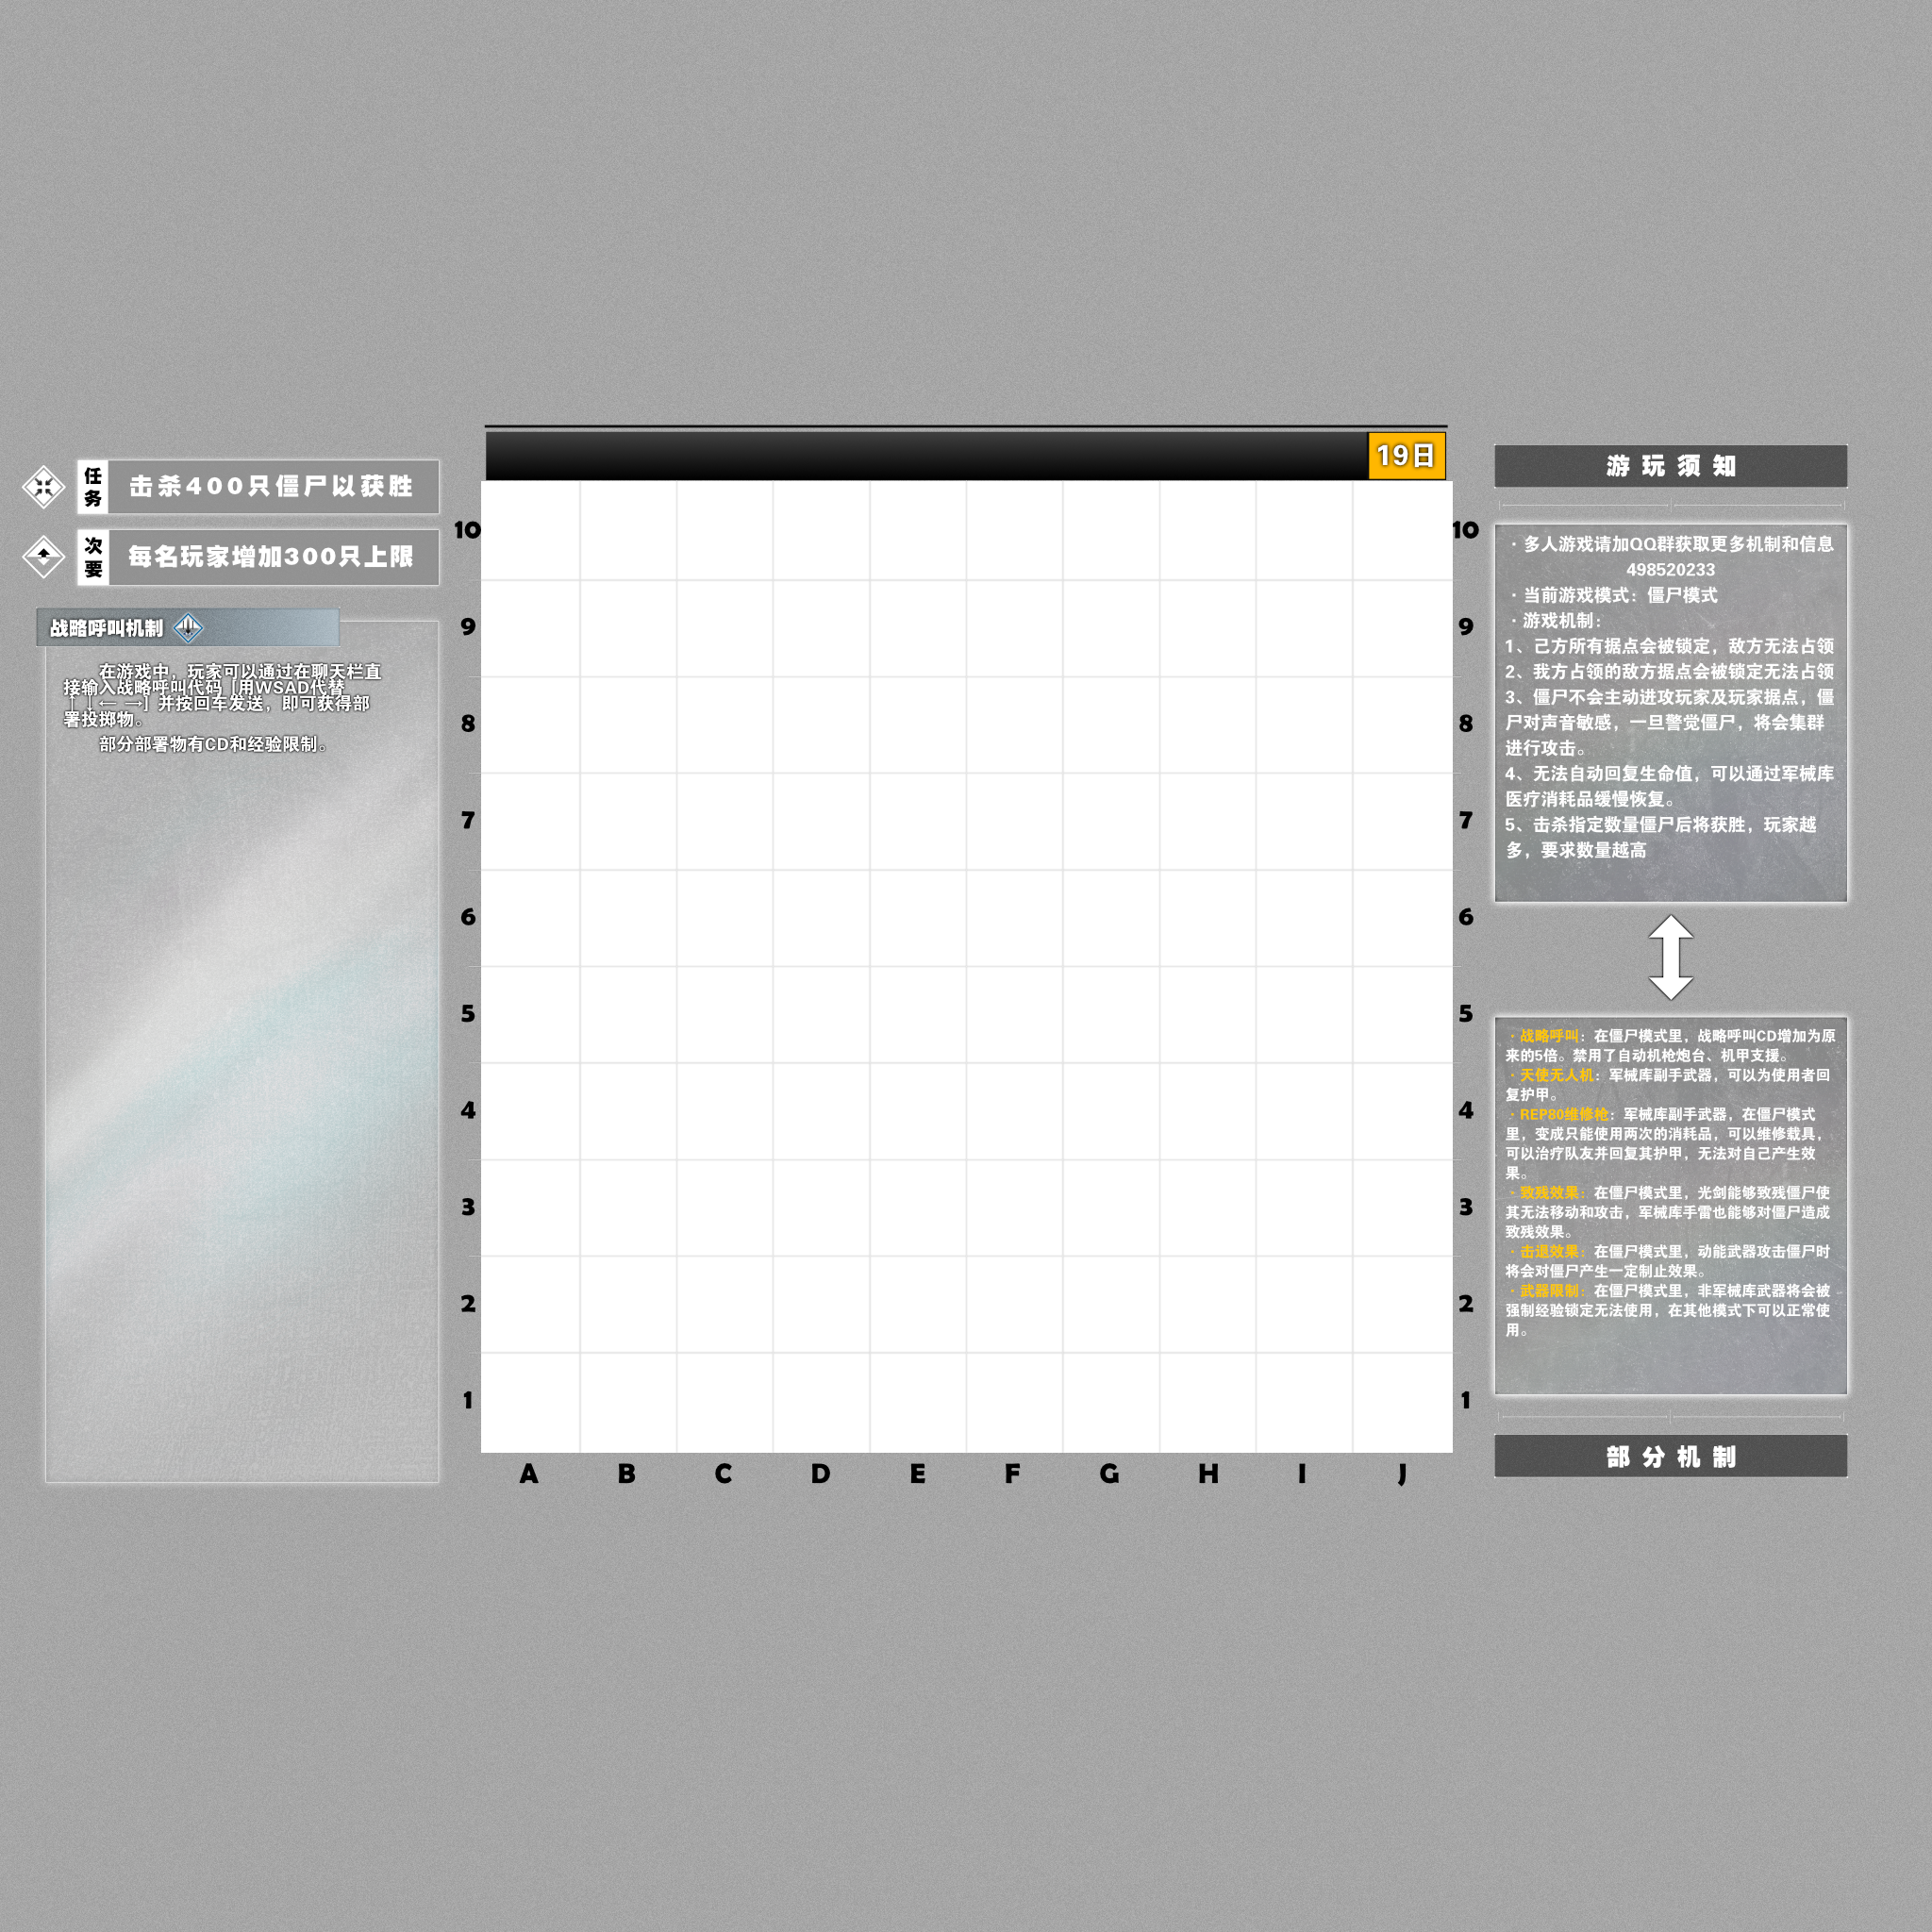 任务
击杀400只僵尸以获胜
次要
每名玩家增加300只上限
战略呼叫机制
在游戏中，玩家可以通过在聊天栏直
接输入战略呼叫代码 [用WSAD代替
↑↓← →] 并按回车发送，即可获得部
署投掷物。
部分部署物有CD和经验限制。
19日
10
9
8
7
6
5
4
3
2
1
A B C D E F G H I J
10
9
8
7
6
5
4
3
2
1
游玩须知
·多人游戏请加QQ群获取更多机制和信息
498520233
·当前游戏模式：僵尸模式
·游戏机制：
1、己方所有据点会被锁定，敌方无法占领
2、我方占领的敌方据点会被锁定无法占领
3、僵尸不会主动进攻玩家及玩家据点，僵
尸对声音敏感，一旦警觉僵尸，将会集群
进行攻击。
4、无法自动回复生命值，可以通过军械库
医疗消耗品缓慢恢复。
5、击杀指定数量僵尸后将获胜，玩家越
多，要求数量越高
·战略呼叫：在僵尸模式里，战略呼叫CD增加为原
来的5倍。禁用了自动机枪炮台、机甲支援。
·天使无人机：军械库副手武器，可以为使用者回
复护甲。
·REP80维修枪：军械库副手武器，在僵尸模式
里，变成只能使用两次的消耗品，可以维修载具，
可以治疗队友并回复其护甲，无法对自己产生效
果。
·致残效果：在僵尸模式里，光剑能够致残僵尸使
其无法移动和攻击，军械库手雷也能够对僵尸造成
致残效果。
·击退效果：在僵尸模式里，动能武器攻击僵尸时
将会对僵尸产生一定制止效果。
·武器限制：在僵尸模式里，非军械库武器将会被
强制经验锁定无法使用，在其他模式下可以正常使
用。
部分机制